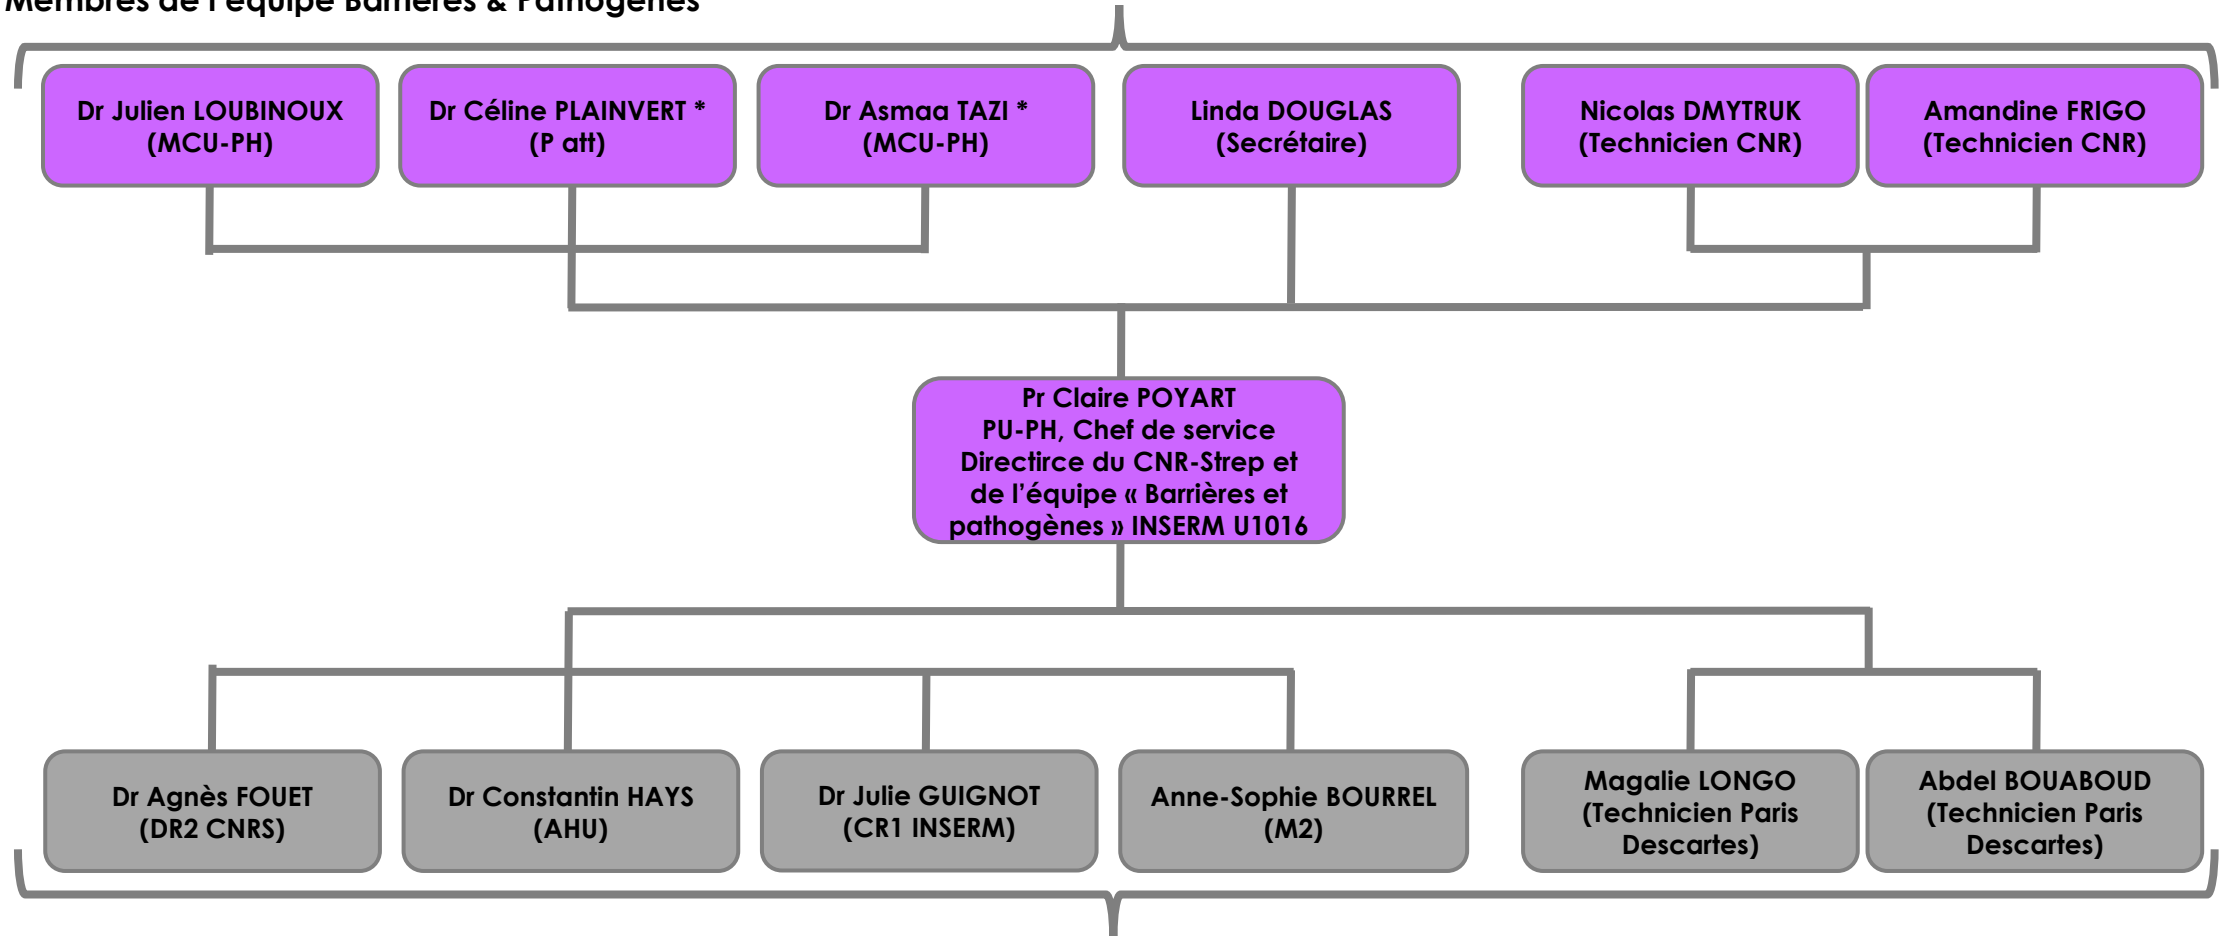 Membres de l'équipe Barrières & Pathogènes
Dr Julien LOUBINOUX
(MCU-PH)
Dr Céline PLAINVERT *
(P att)
Dr Asmaa TAZI *
(MCU-PH)
Linda DOUGLAS
(Secrétaire)
Nicolas DMYTRUK
(Technicien CNR)
Amandine FRIGO
(Technicien CNR)
Pr Claire POYART
PU-PH, Chef de service
Directirce du CNR-Strep et
de l’équipe « Barrières et
pathogènes » INSERM U1016
Dr Agnès FOUET
(DR2 CNRS)
Dr Constantin HAYS
(AHU)
Dr Julie GUIGNOT
(CR1 INSERM)
Anne-Sophie BOURREL
(M2)
Magalie LONGO
(Technicien Paris
Descartes)
Abdel BOUABOUD
(Technicien Paris
Descartes)